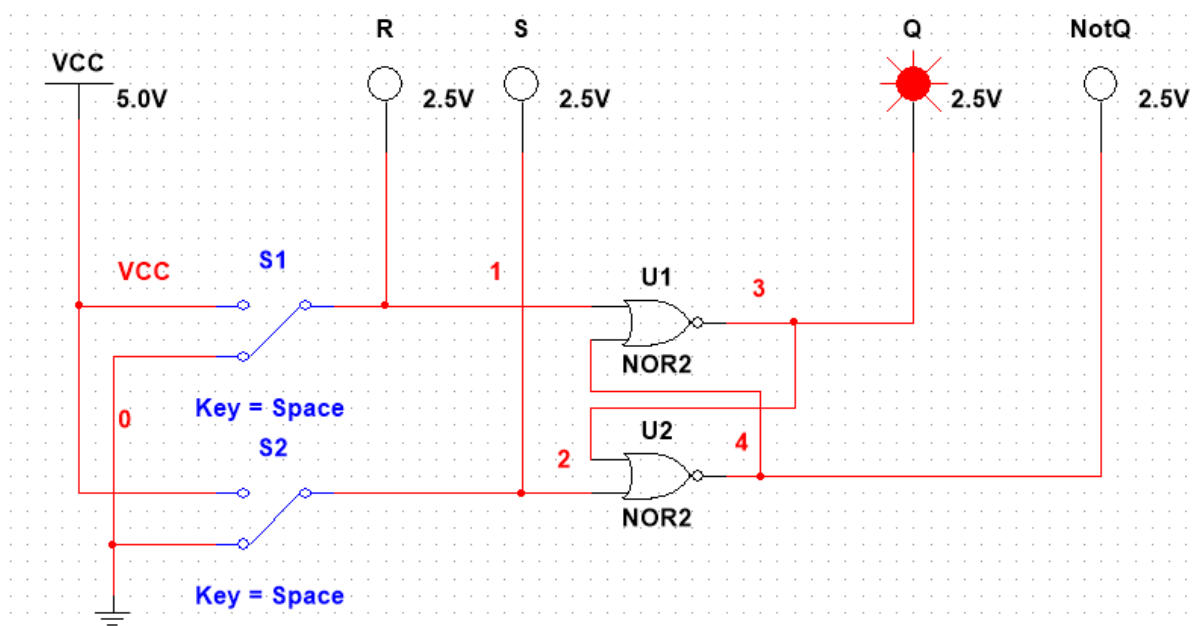 R
S
Q
NotQ
VCC
5.0V
2.5V
2.5V
2.5V
2.5V
VCC
S1
1
U1
3
NOR2
Key = Space
0
S2
2
U2
4
NOR2
Key = Space